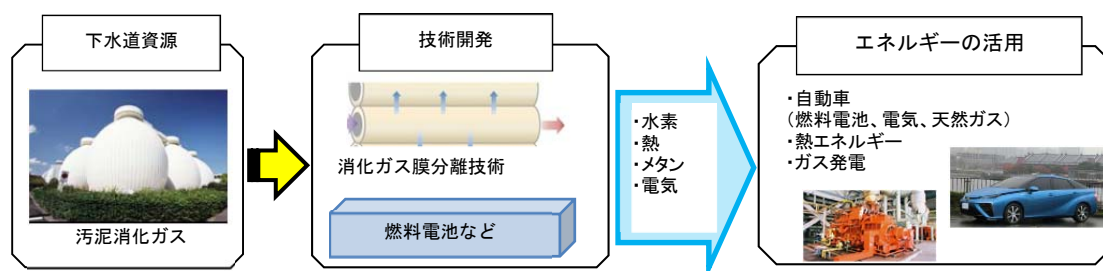 下水道資源
汚泥消化ガス
技術開発
消化ガス膜分離技術
燃料電池など
・水素
・熱
・メタン
・電気
エネルギーの活用
・自動車
(燃料電池、電気、天然ガス)
・熱エネルギー
・ガス発電